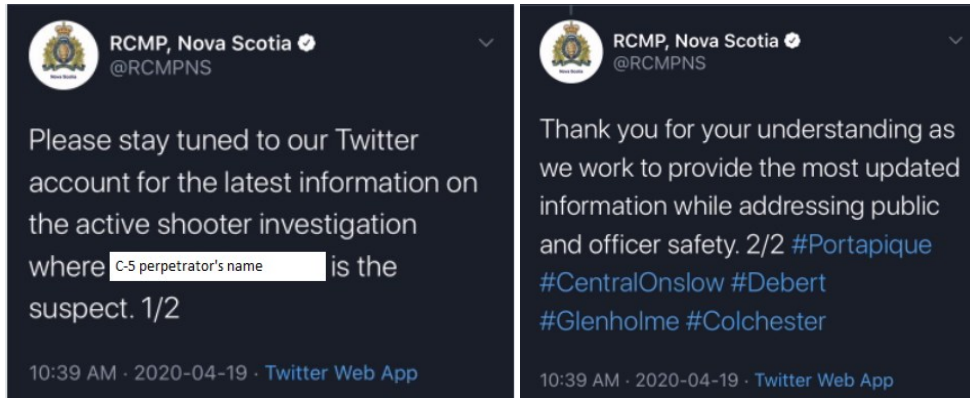 RCMP, Nova Scotia
@RCMPNS
Please stay tuned to our Twitter
account for the latest information on
the active shooter investigation
where C-5 perpetrator's name is the
suspect. 1/2
10:39 AM · 2020-04-19 · Twitter Web App
RCMP, Nova Scotia
@RCMPNS
Thank you for your understanding as
we work to provide the most updated
information while addressing public
and officer safety. 2/2 #Portapique
#CentralOnslow #Debert
#Glenholme #Colchester
10:39 AM · 2020-04-19 · Twitter Web App